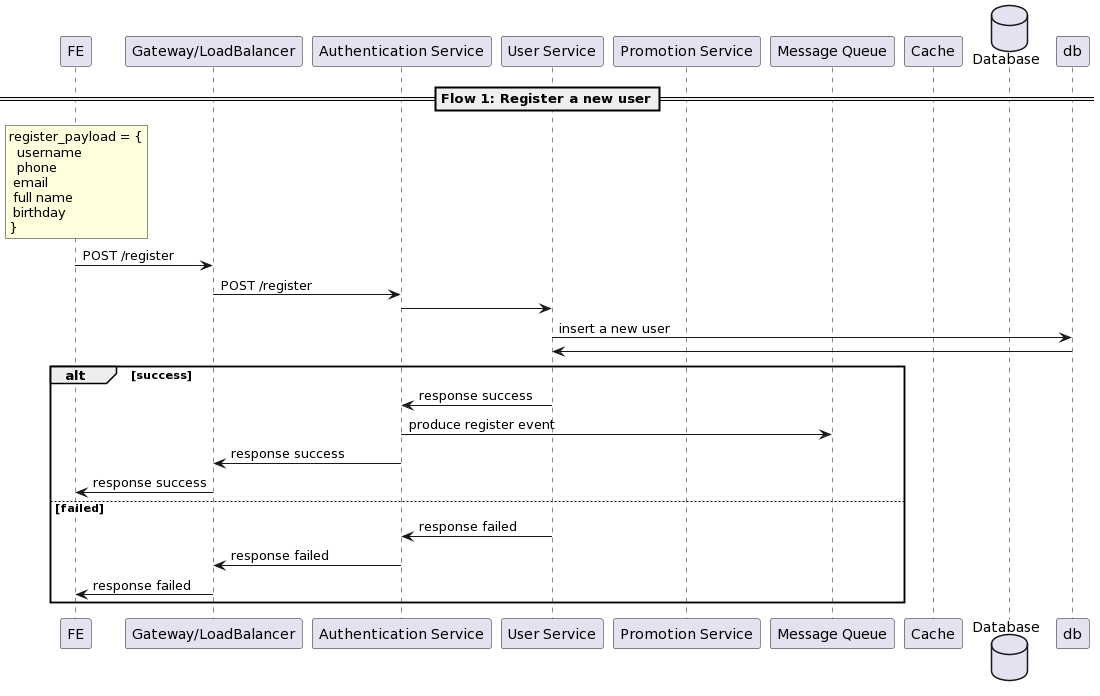 FE
Gateway/LoadBalancer
Authentication Service
User Service
Promotion Service
Message Queue
Cache
Database
db
Flow 1: Register a new user
register_payload = {
username
phone
email
full name
birthday
}
POST /register
POST /register
insert a new user
alt
[success]
response success
produce register event
response success
response success
[failed]
response failed
response failed
response failed
FE
Gateway/LoadBalancer
Authentication Service
User Service
Promotion Service
Message Queue
Cache
Database
db